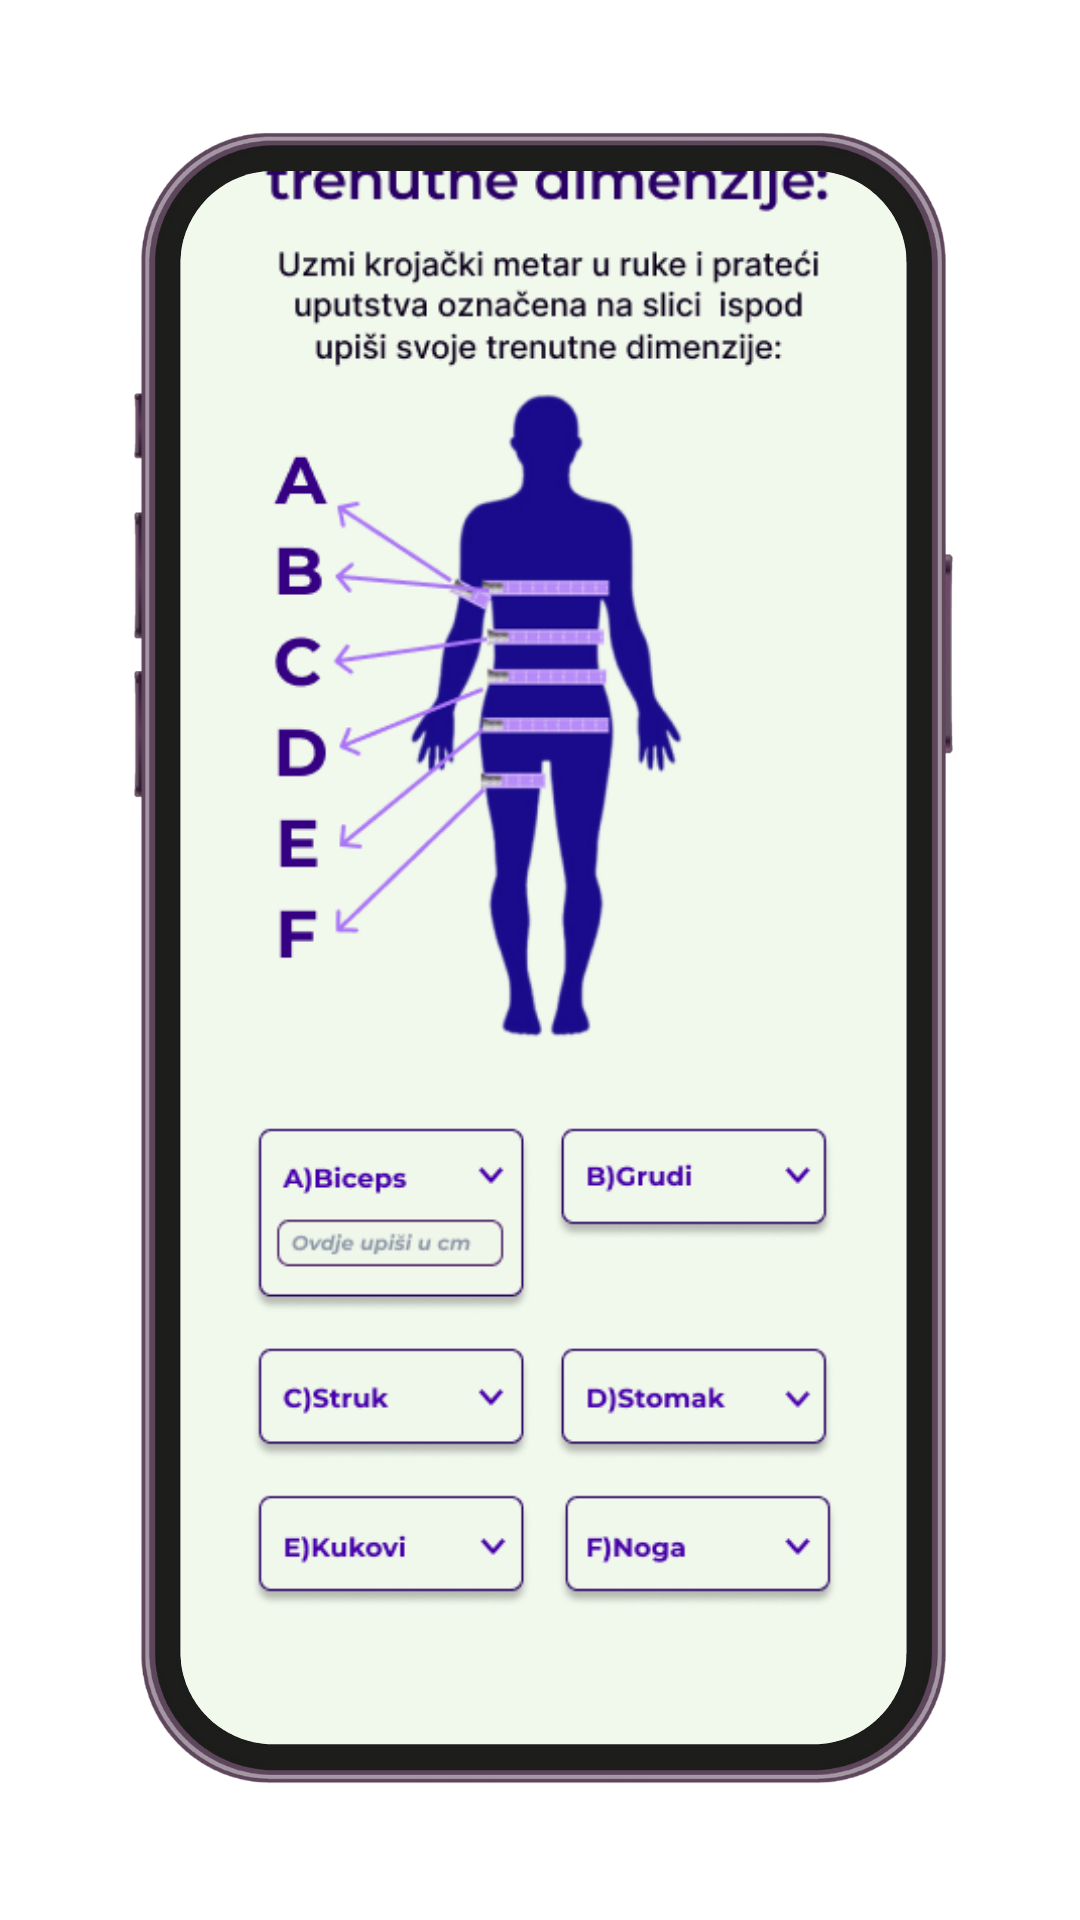 trenutne dimenzije:
Uzmi krojački metar u ruke i prateći
uputstva označena na slici ispod
upiši svoje trenutne dimenzije:
A
B
C
D
E
F
A)Biceps
B)Grudi
Ovdje upiši u cm
C)Struk
D)Stomak
E)Kukovi
F)Noga